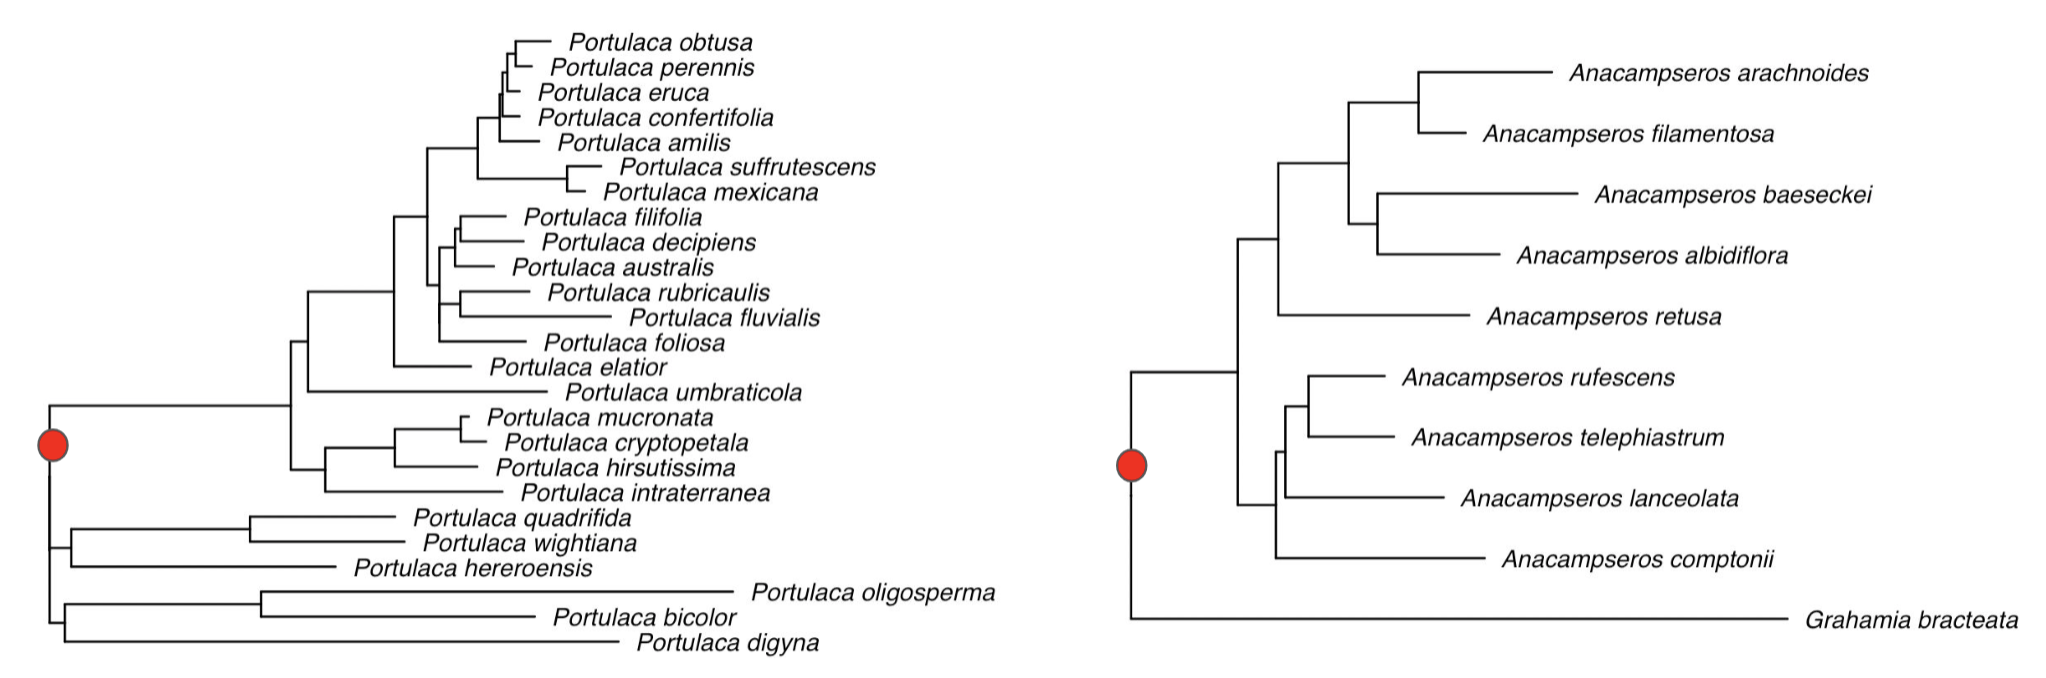 Portulaca obtusa
Portulaca perennis
Portulaca eruca
Portulaca confertifolia
Portulaca amilis
Portulaca suffrutescens
Portulaca mexicana
Portulaca filifolia
Portulaca decipiens
Portulaca australis
Portulaca rubricaulis
Portulaca fluvialis
Portulaca foliosa
Portulaca elatior
Portulaca umbraticola
Portulaca mucronata
Portulaca cryptopetala
Portulaca hirsutissima
Portulaca intraterranea
Portulaca quadrifida
Portulaca wightiana
Portulaca hereroensis
Portulaca oligosperma
Portulaca bicolor
Portulaca digyna
Anacampseros arachnoides
Anacampseros filamentosa
Anacampseros baeseckei
Anacampseros albidiflora
Anacampseros retusa
Anacampseros rufescens
Anacampseros telephiastrum
Anacampseros lanceolata
Anacampseros comptonii
Grahamia bracteata